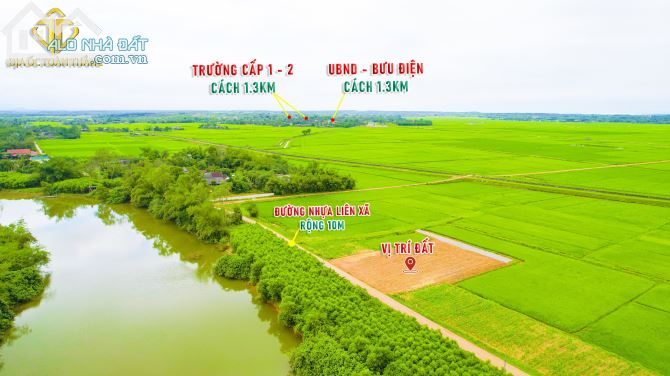 ALO NHÀ ĐẤT
.com.vn
TRƯỜNG CẤP 1 - 2
CÁCH 1.3KM
UBND - BƯU ĐIỆN
CÁCH 1.3KM
ĐƯỜNG NHỰA LIÊN XÃ
RỘNG 10M
VỊ TRÍ ĐẤT